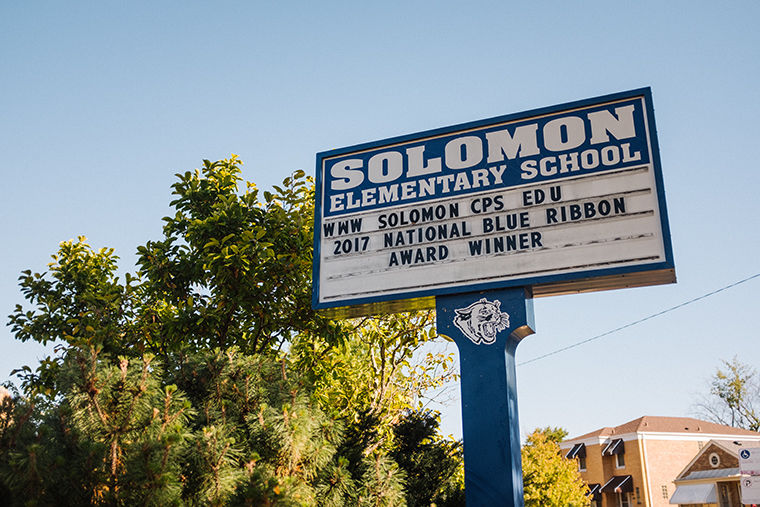 SOLOMON
ELEMENTARY SCHOOL
WWW SOLOMON CPS EDU
2017 NATIONAL BLUE RIBBON
AWARD WINNER